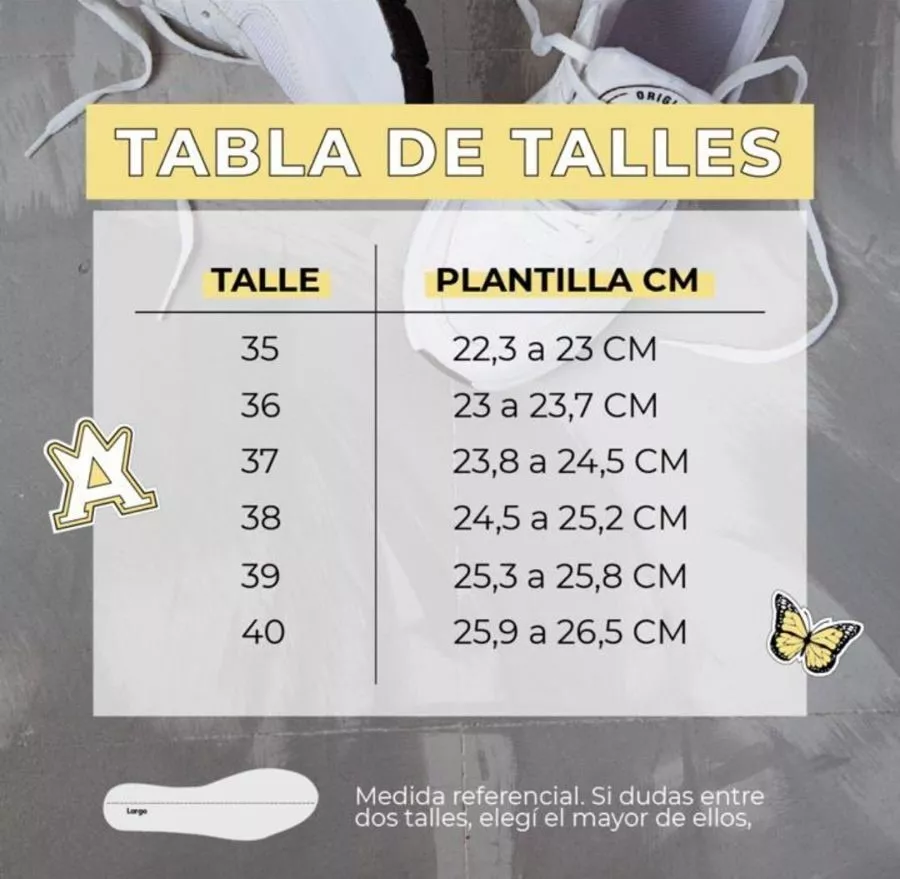 ORIGI
TABLA DE TALLES
TALLE PLANTILLA CM
35 22,3 a 23 CM
36 23 a 23,7 CM
37 23,8 a 24,5 CM
A
38 24,5 a 25,2 CM
39 25,3 a 25,8 CM
40 25,9 a 26,5 CM
Largo
Medida referencial. Si dudas entre
dos talles, elegí el mayor de ellos,